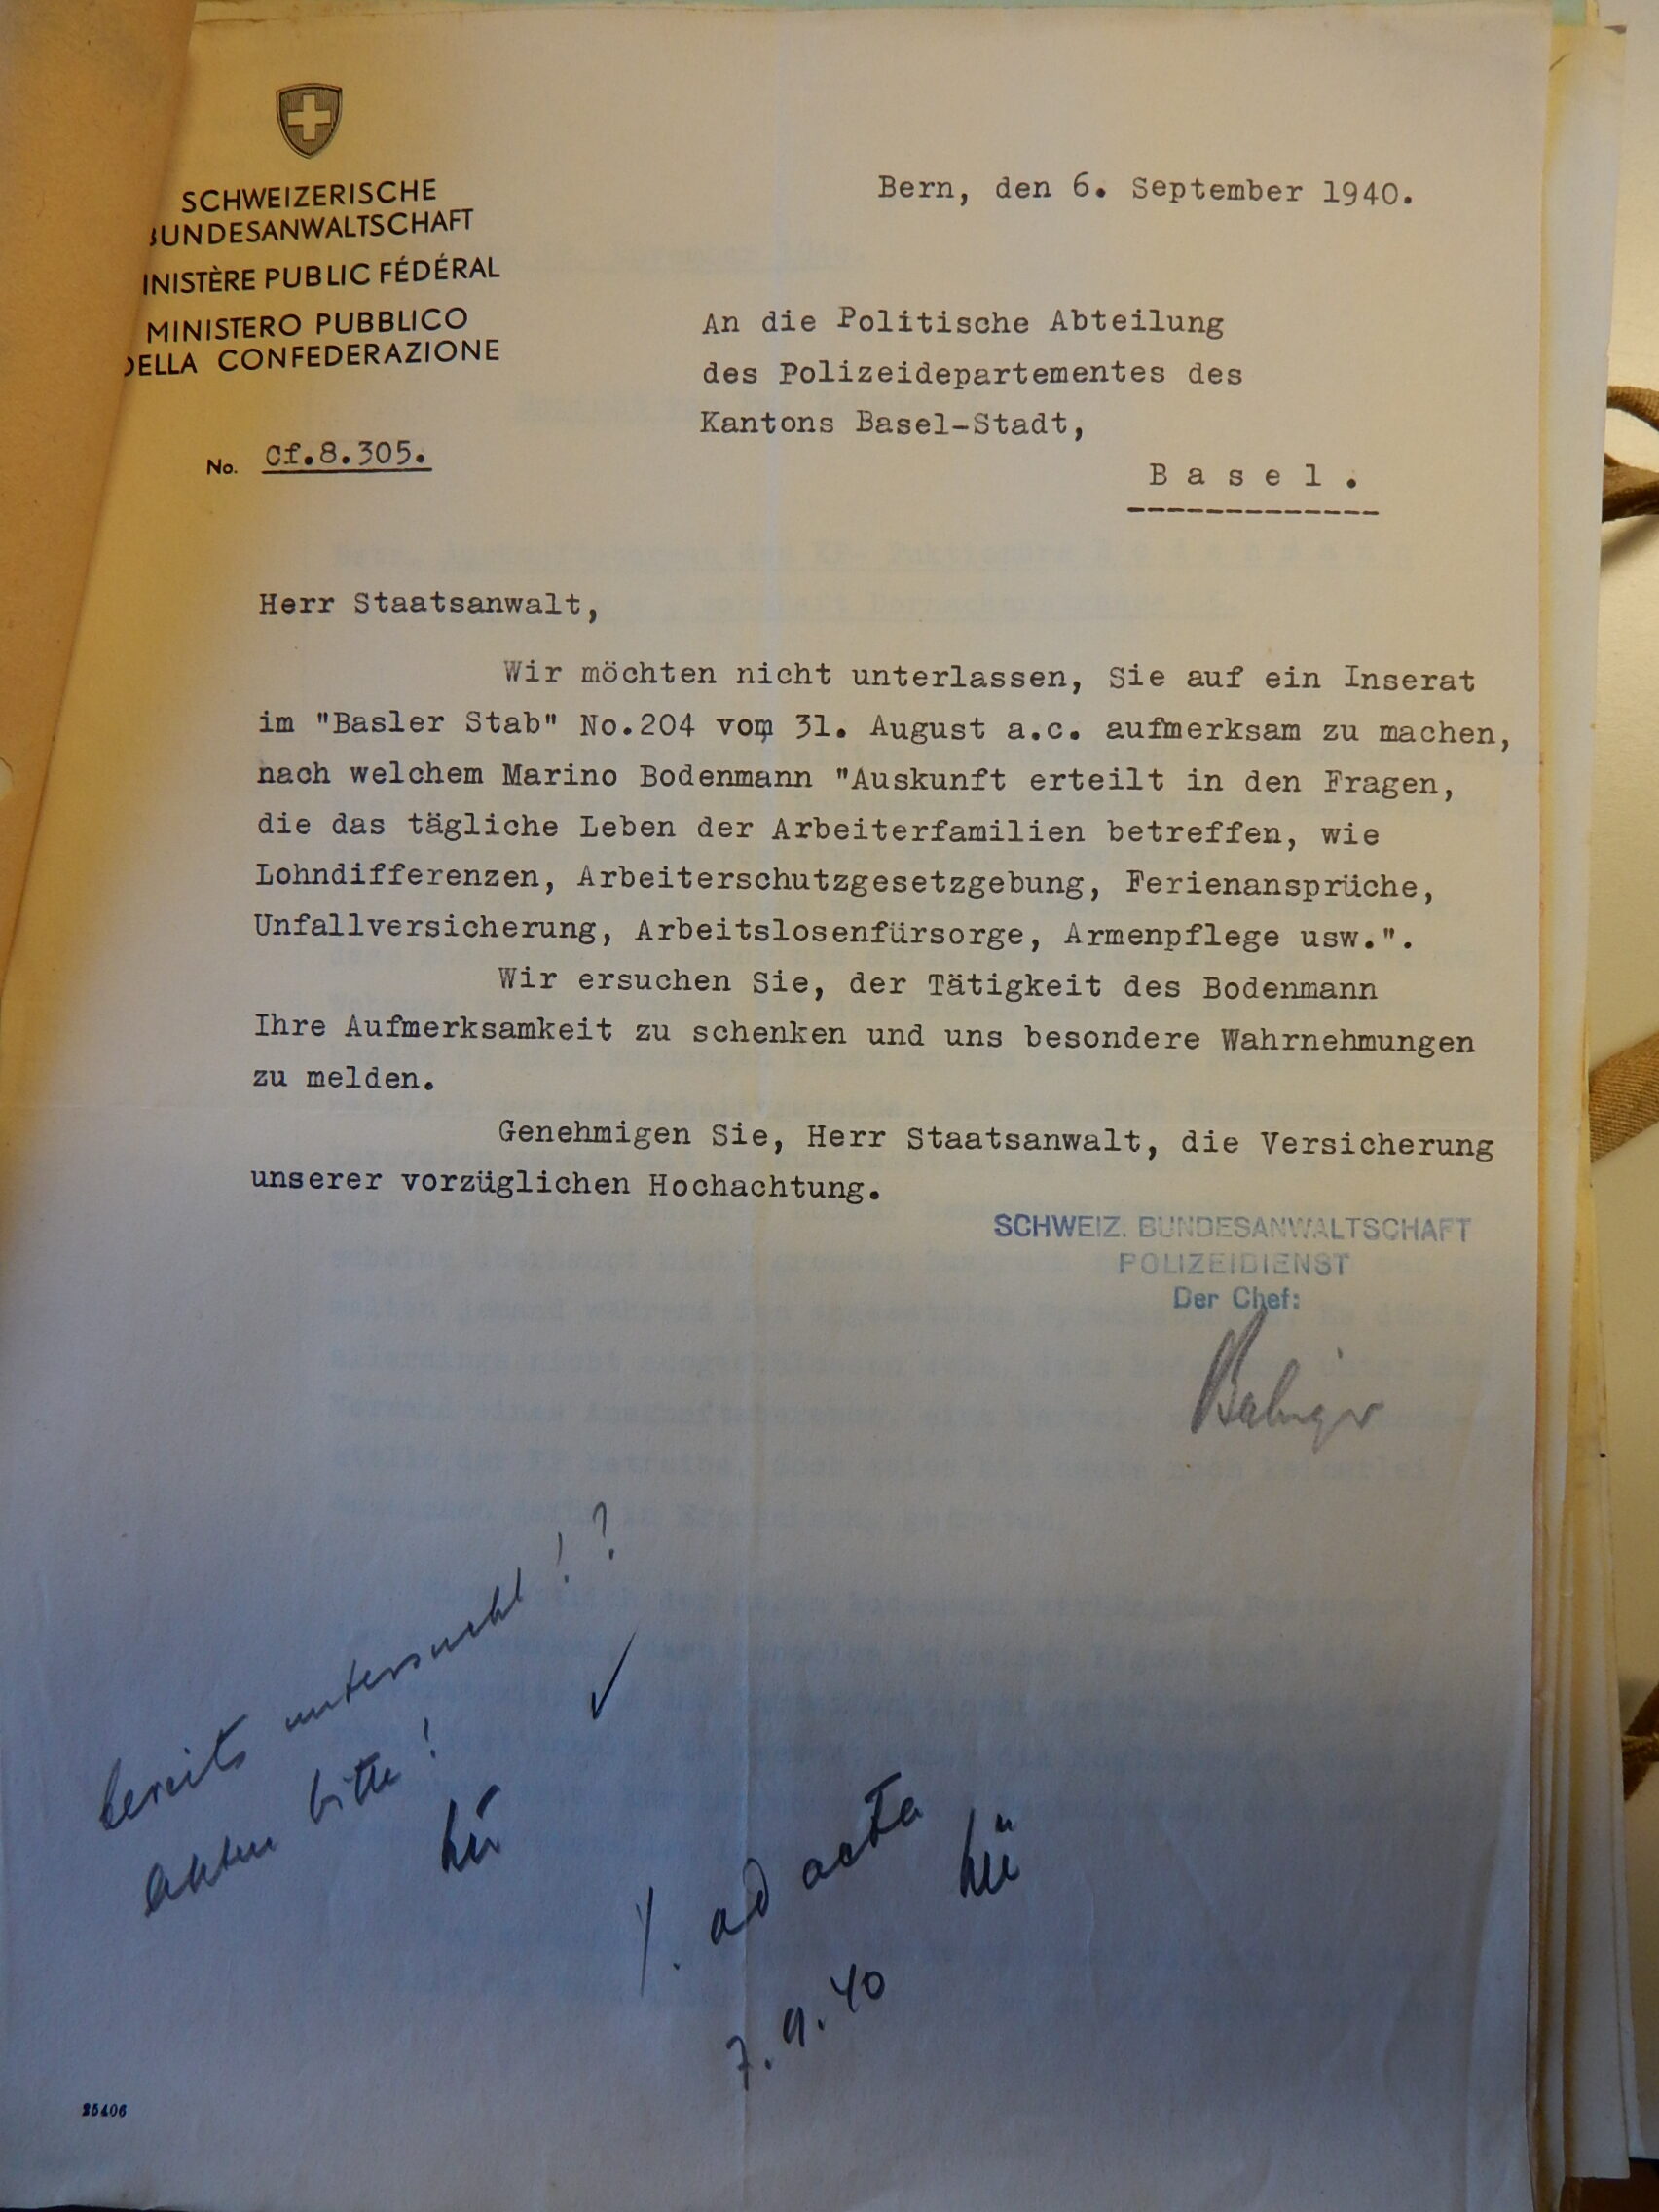 SCHWEIZERISCHE
BUNDESANWALTSCHAFT
INISTÈRE PUBLIC FÉDÉRAL
MINISTERO PUBBLICO
DELLA CONFEDERAZIONE
No. Cf.8.305.
Bern, den 6. September 1940.
An die Politische Abteilung
des Polizeidepartementes des
Kantons Basel-Stadt,
B a s e l .
Herr Staatsanwalt,
Wir möchten nicht unterlassen, Sie auf ein Inserat
im "Basler Stab" No.204 vom 31. August a.c. aufmerksam zu machen,
nach welchem Marino Bodenmann "Auskunft erteilt in den Fragen,
die das tägliche Leben der Arbeiterfamilien betreffen, wie
Lohndifferenzen, Arbeiterschutzgesetzgebung, Ferienansprüche,
Unfallversicherung, Arbeitslosenfürsorge, Armenpflege usw.".
Wir ersuchen Sie, der Tätigkeit des Bodenmann
Ihre Aufmerksamkeit zu schenken und uns besondere Wahrnehmungen
zu melden.
Genehmigen Sie, Herr Staatsanwalt, die Versicherung
unserer vorzüglichen Hochachtung.
SCHWEIZ. BUNDESANWALTSCHAFT
POLIZEIDIENST
Der Chef:
bereits untersucht!?
Akten bitte!
hü
/. ad acta
hü
7.9.40
25406